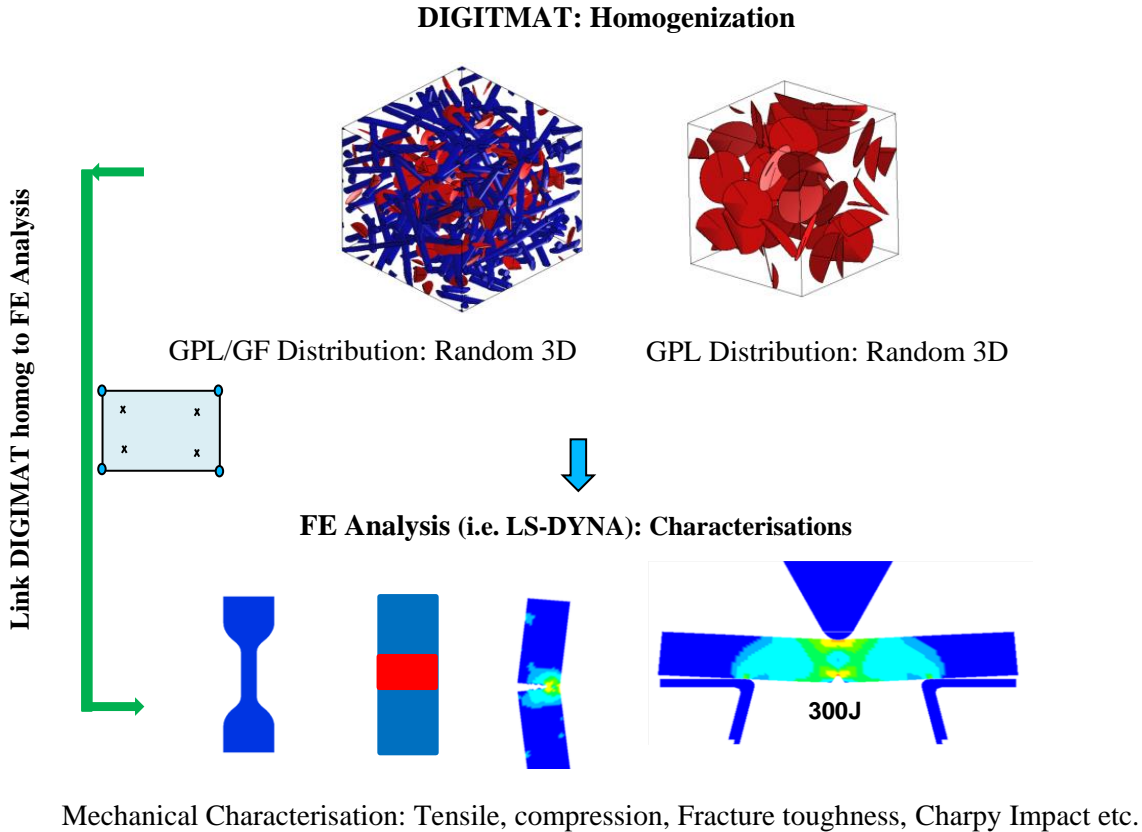 DIGITMAT: Homogenization
Link DIGIMAT homog to FE Analysis
GPL/GF Distribution: Random 3D
GPL Distribution: Random 3D
x x
x x
FE Analysis (i.e. LS-DYNA): Characterisations
300J
Mechanical Characterisation: Tensile, compression, Fracture toughness, Charpy Impact etc.